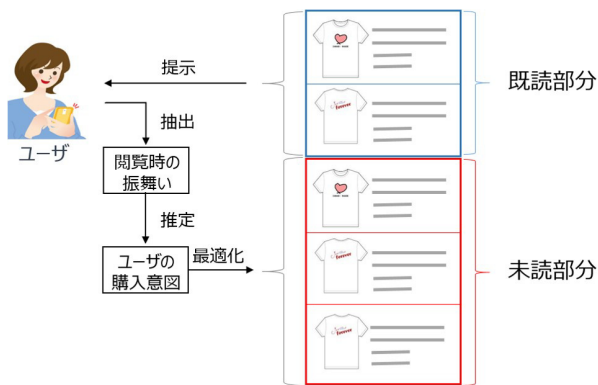 提示
既読部分
抽出
ユーザ
閲覧時の
振舞い
推定
ユーザの
購入意図
最適化
未読部分